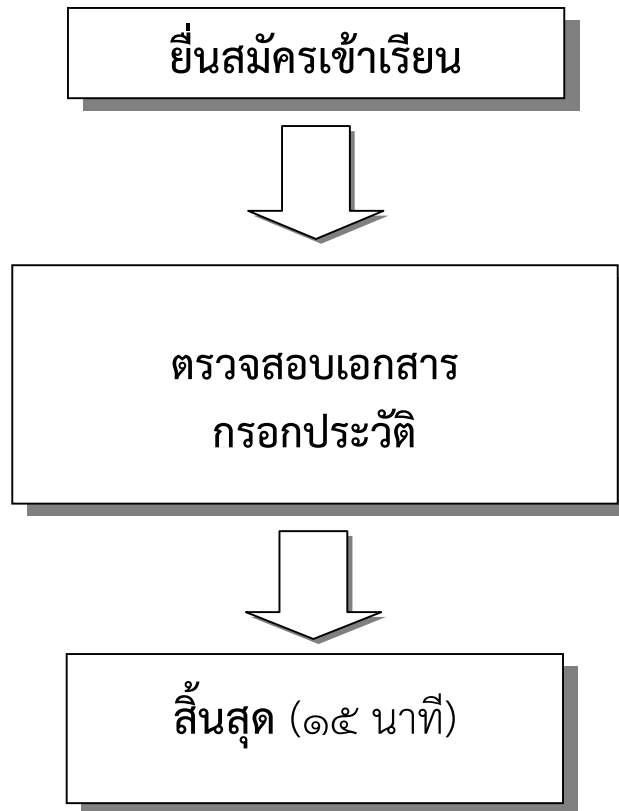 ยื่นสมัครเข้าเรียน
ตรวจสอบเอกสาร
กรอกประวัติ
สิ้นสุด (๑๕ นาที)